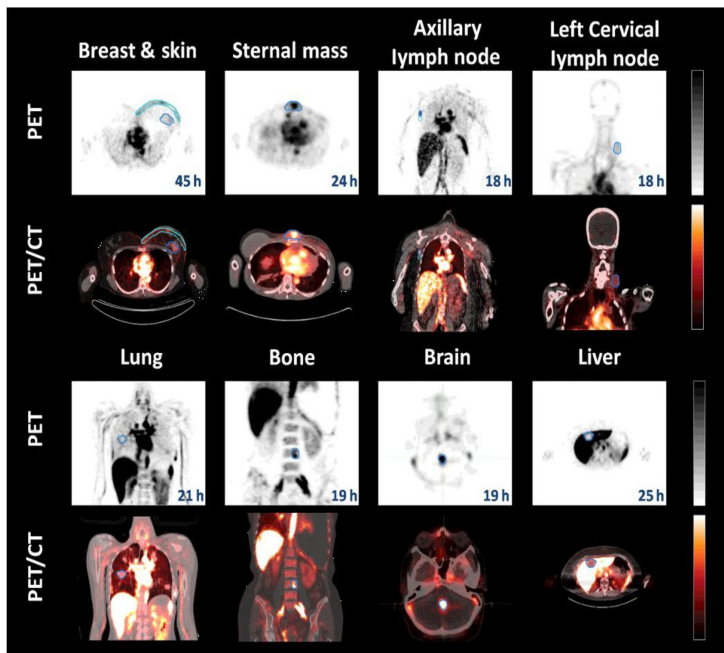 Breast & skin
Sternal mass
Axillary
lymph node
Left Cervical
lymph node
PET
45 h
24 h
18 h
18 h
PET/CT
Lung
Bone
Brain
Liver
PET
21 h
19 h
19 h
25 h
PET/CT